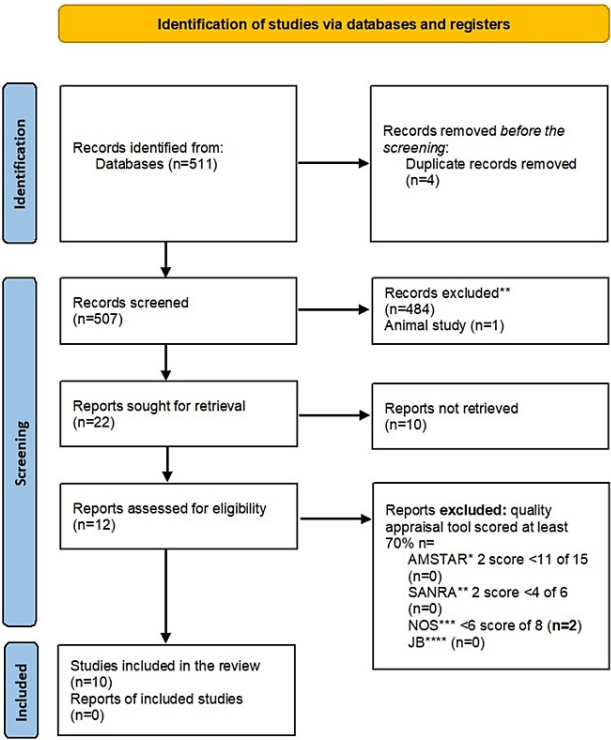 Identification of studies via databases and registers
Identification
Records identified from:
Databases (n=511)
Records removed before the
screening:
Duplicate records removed
(n=4)
Screening
Records screened
(n=507)
Records excluded**
(n=484)
Animal study (n=1)
Reports sought for retrieval
(n=22)
Reports not retrieved
(n=10)
Reports assessed for eligibility
(n=12)
Reports excluded: quality
appraisal tool scored at least
70% n=
AMSTAR* 2 score <11 of 15
(n=0)
SANRA** 2 score <4 of 6
(n=0)
NOS*** <6 score of 8 (n=2)
JB**** (n=0)
Included
Studies included in the review
(n=10)
Reports of included studies
(n=0)